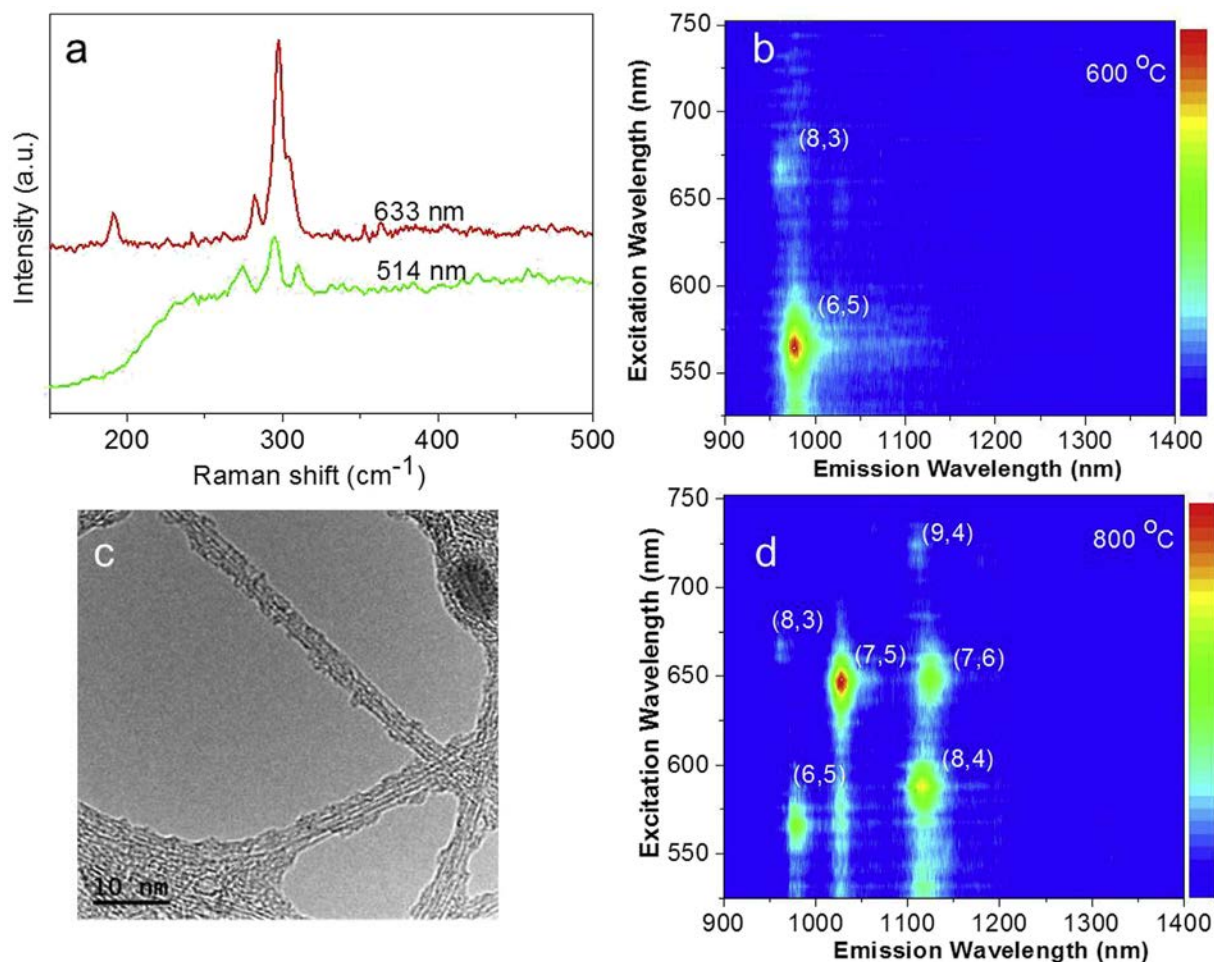 a
633 nm
514 nm
Intensity (a.u.)
200 300 400 500
Raman shift (cm⁻¹)
b
600 °C
(8,3)
(6,5)
Excitation Wavelength (nm)
750
700
650
600
550
900 1000 1100 1200 1300 1400
Emission Wavelength (nm)
c
10 nm
d
800 °C
(9,4)
(8,3)
(7,5)
(7,6)
(6,5)
(8,4)
Excitation Wavelength (nm)
750
700
650
600
550
900 1000 1100 1200 1300 1400
Emission Wavelength (nm)